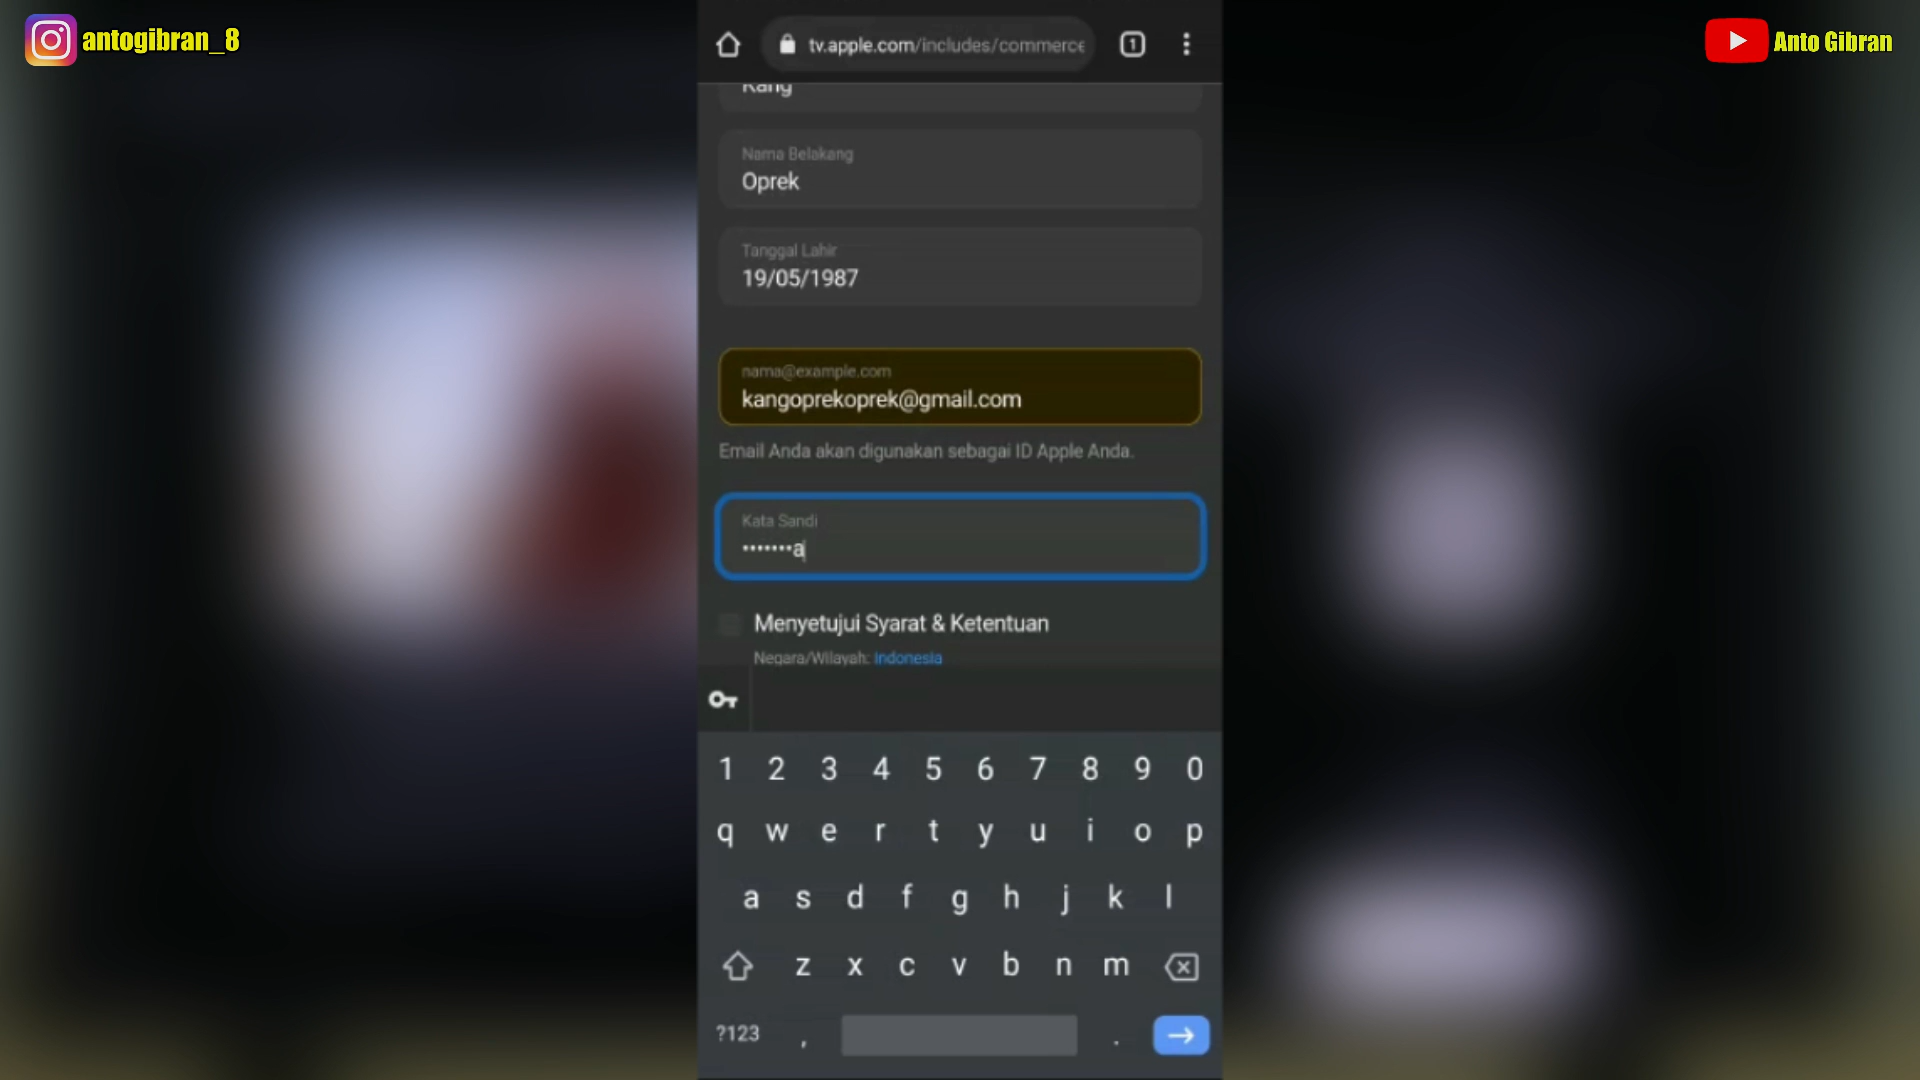 antogibran_8
Anto Gibran
tv.apple.com/includes/commerce
1
Kang
Nama Belakang
Oprek
Tanggal Lahir
19/05/1987
nama@example.com
kangoprekoprek@gmail.com
Email Anda akan digunakan sebagai ID Apple Anda.
Kata Sandi
•••••••a
Menyetujui Syarat & Ketentuan
Negara/Wilayah: Indonesia
1 2 3 4 5 6 7 8 9 0
q w e r t y u i o p
a s d f g h j k l
z x c v b n m
?123 , .